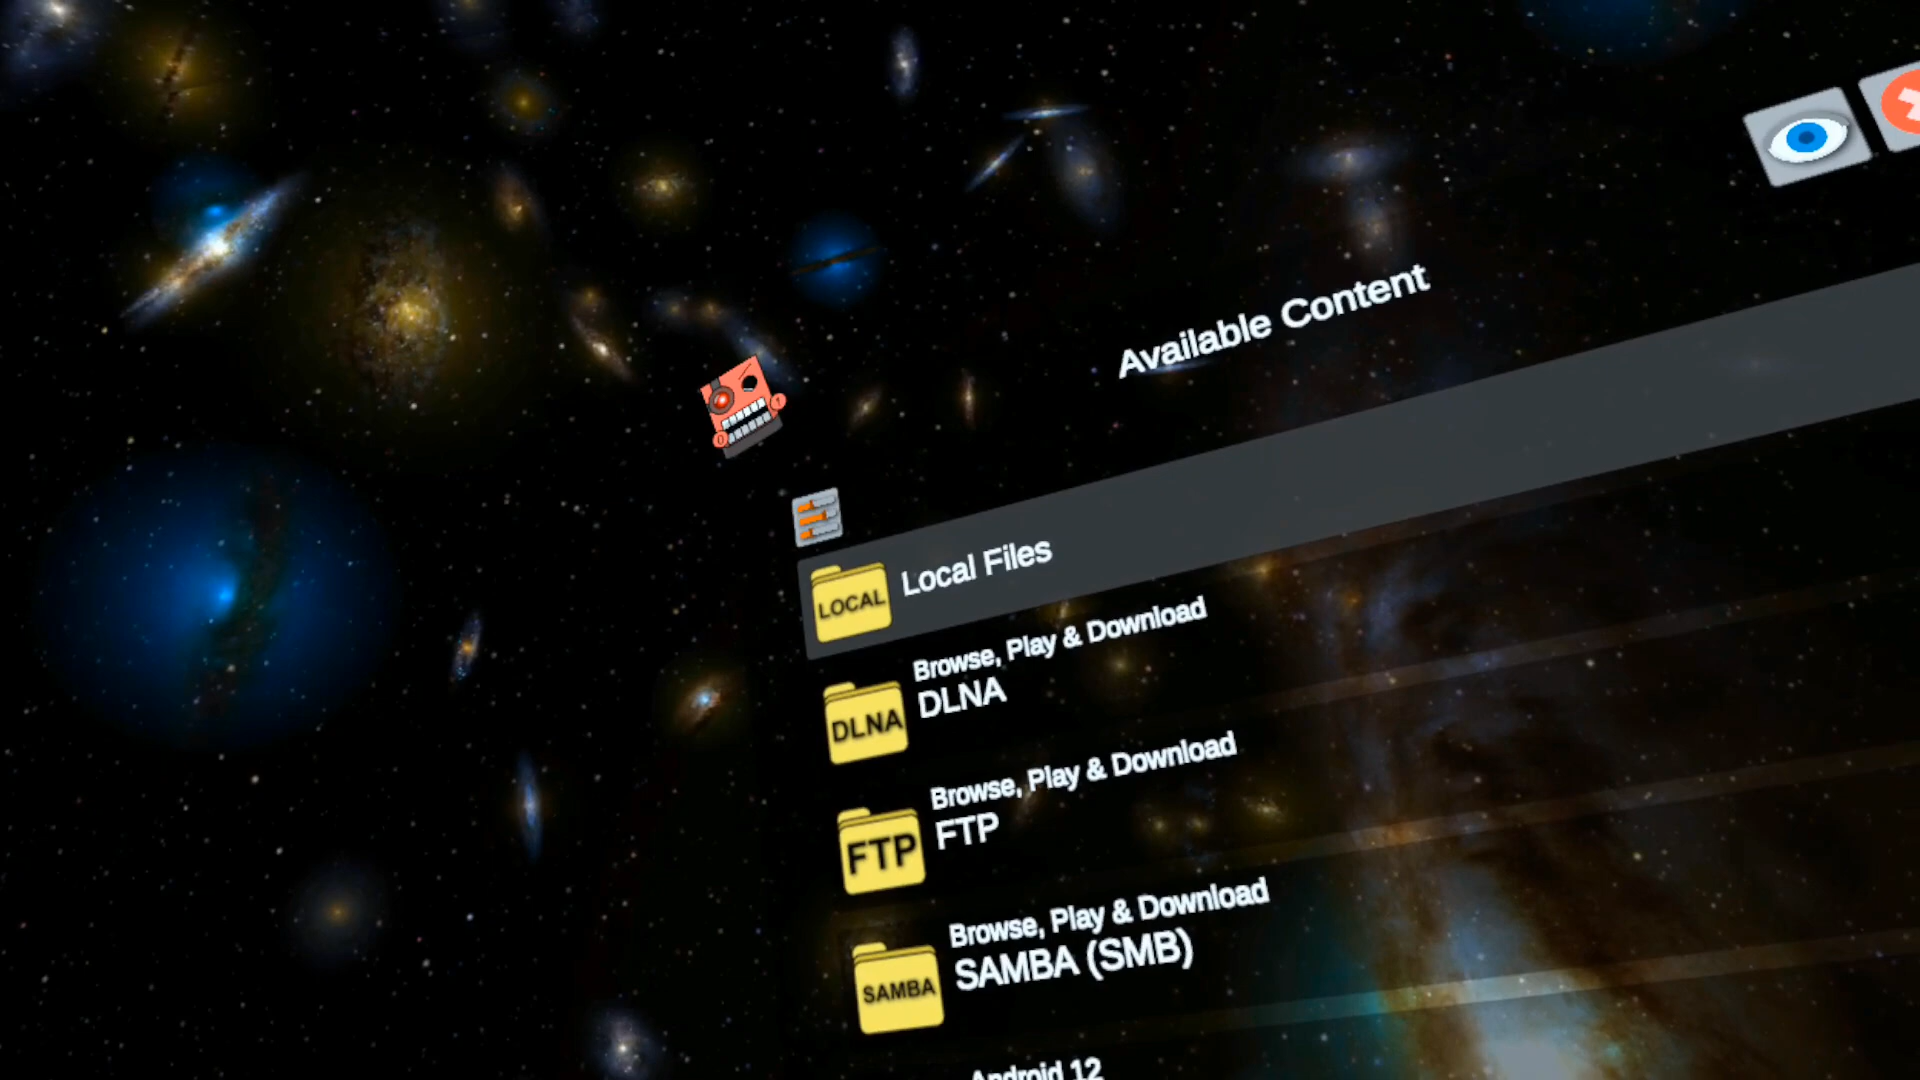 Available Content
LOCAL
Local Files
Browse, Play & Download
DLNA
DLNA
Browse, Play & Download
FTP
FTP
Browse, Play & Download
SAMBA (SMB)
SAMBA
Android 12